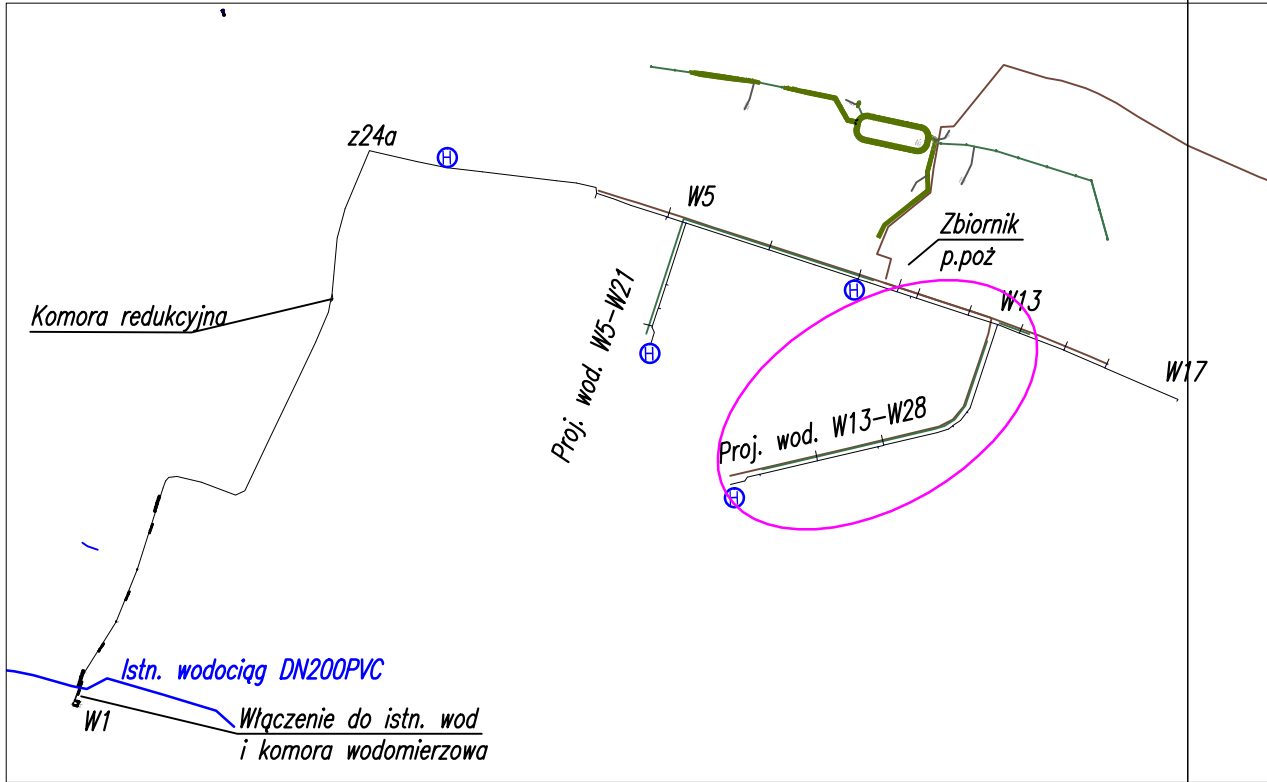 z24a
H
W5
Zbiornik
p.poż
W13
Komora redukcyjna
H
Proj. wod. W5-W21
H
W17
Proj. wod. W13-W28
H
Istn. wodociąg DN200PVC
W1
Włączenie do istn. wod
i komora wodomierzowa